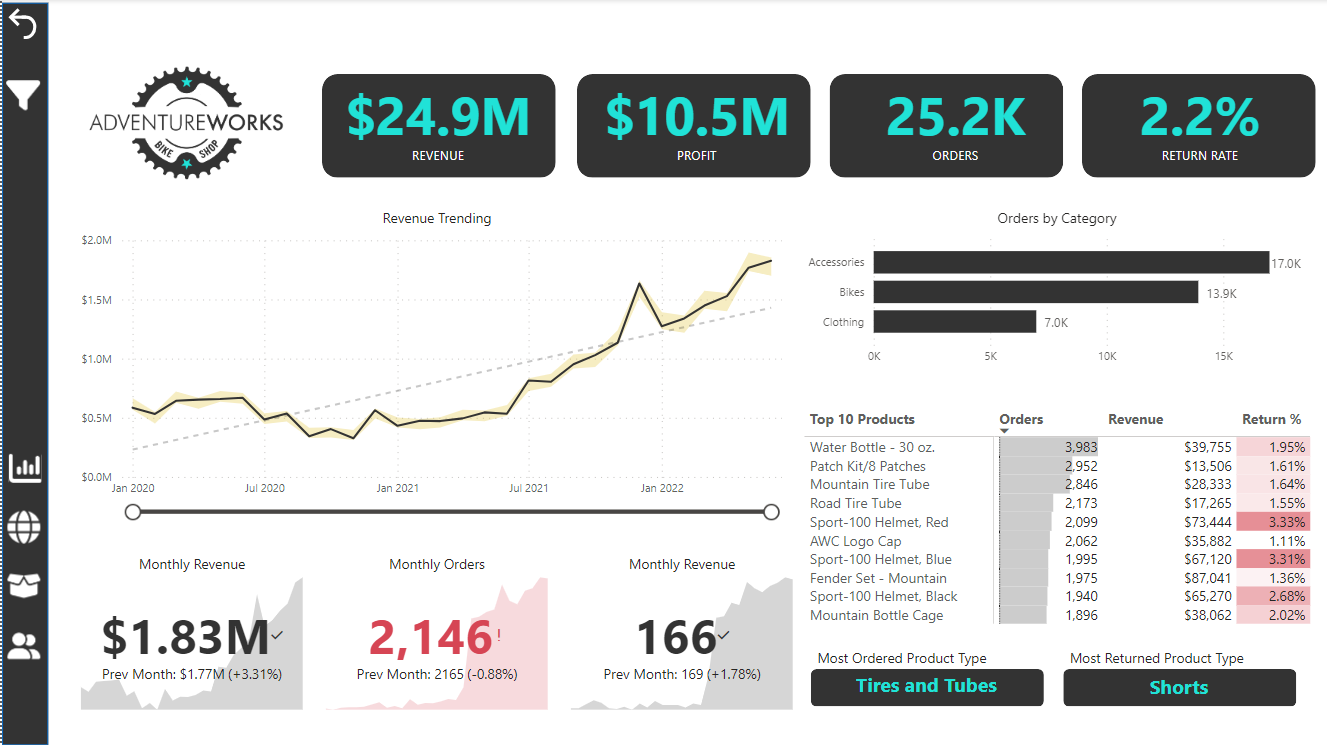 ADVENTUREWORKS
BIKE SHOP
$24.9M
REVENUE
$10.5M
PROFIT
25.2K
ORDERS
2.2%
RETURN RATE
Revenue Trending
$2.0M
$1.5M
$1.0M
$0.5M
$0.0M
Jan 2020 Jul 2020 Jan 2021 Jul 2021 Jan 2022
Orders by Category
Accessories 17.0K
Bikes 13.9K
Clothing 7.0K
0K 5K 10K 15K
Top 10 Products Orders Revenue Return %
Water Bottle - 30 oz. 3,983 $39,755 1.95%
Patch Kit/8 Patches 2,952 $13,506 1.61%
Mountain Tire Tube 2,846 $28,333 1.64%
Road Tire Tube 2,173 $17,265 1.55%
Sport-100 Helmet, Red 2,099 $73,444 3.33%
AWC Logo Cap 2,062 $35,882 1.11%
Sport-100 Helmet, Blue 1,995 $67,120 3.31%
Fender Set - Mountain 1,975 $87,041 1.36%
Sport-100 Helmet, Black 1,940 $65,270 2.68%
Mountain Bottle Cage 1,896 $38,062 2.02%
Monthly Revenue
$1.83M
Prev Month: $1.77M (+3.31%)
Monthly Orders
2,146!
Prev Month: 2165 (-0.88%)
Monthly Revenue
166
Prev Month: 169 (+1.78%)
Most Ordered Product Type
Tires and Tubes
Most Returned Product Type
Shorts